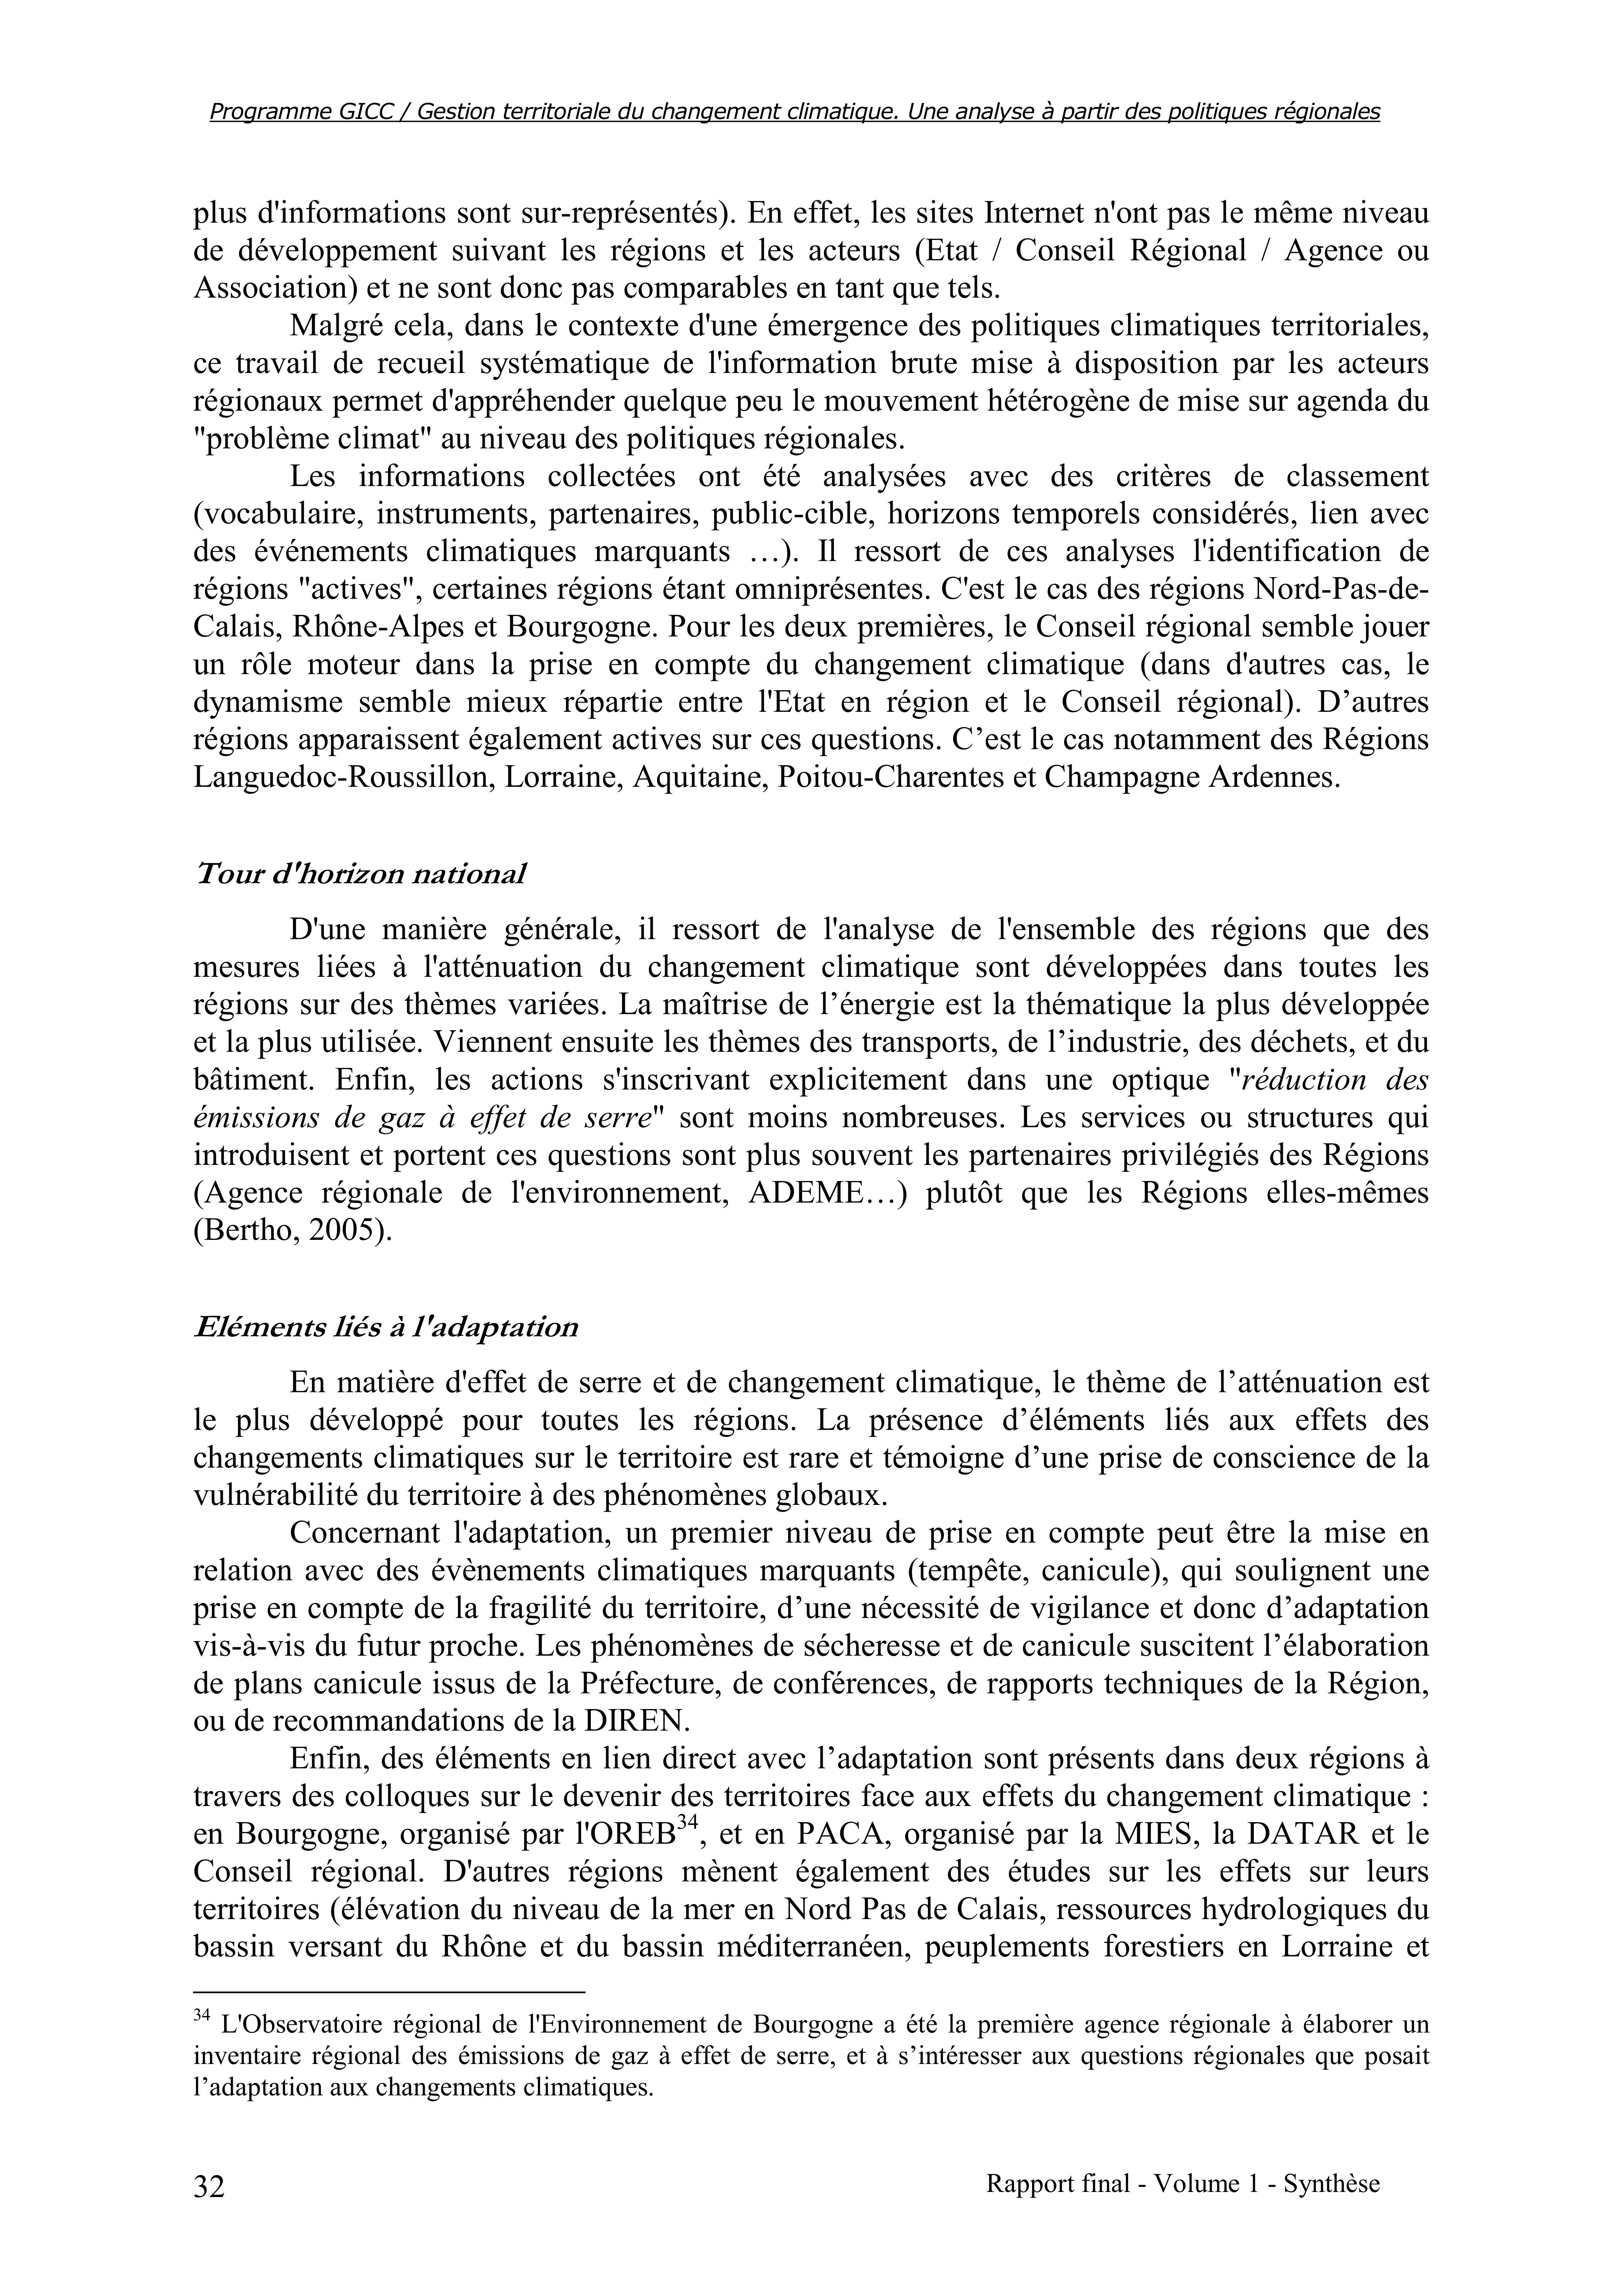 Programme GICC / Gestion territoriale du changement climatique. Une analyse à partir des politiques régionales
plus d'informations sont sur-représentés). En effet, les sites Internet n'ont pas le même niveau
de développement suivant les régions et les acteurs (Etat / Conseil Régional / Agence ou
Association) et ne sont donc pas comparables en tant que tels.
Malgré cela, dans le contexte d'une émergence des politiques climatiques territoriales,
ce travail de recueil systématique de l'information brute mise à disposition par les acteurs
régionaux permet d'appréhender quelque peu le mouvement hétérogène de mise sur agenda du
"problème climat" au niveau des politiques régionales.
Les informations collectées ont été analysées avec des critères de classement
(vocabulaire, instruments, partenaires, public-cible, horizons temporels considérés, lien avec
des événements climatiques marquants …). Il ressort de ces analyses l'identification de
régions "actives", certaines régions étant omniprésentes. C'est le cas des régions Nord-Pas-de-
Calais, Rhône-Alpes et Bourgogne. Pour les deux premières, le Conseil régional semble jouer
un rôle moteur dans la prise en compte du changement climatique (dans d'autres cas, le
dynamisme semble mieux répartie entre l'Etat en région et le Conseil régional). D’autres
régions apparaissent également actives sur ces questions. C’est le cas notamment des Régions
Languedoc-Roussillon, Lorraine, Aquitaine, Poitou-Charentes et Champagne Ardennes.
Tour d'horizon national
D'une manière générale, il ressort de l'analyse de l'ensemble des régions que des
mesures liées à l'atténuation du changement climatique sont développées dans toutes les
régions sur des thèmes variées. La maîtrise de l’énergie est la thématique la plus développée
et la plus utilisée. Viennent ensuite les thèmes des transports, de l’industrie, des déchets, et du
bâtiment. Enfin, les actions s'inscrivant explicitement dans une optique "réduction des
émissions de gaz à effet de serre" sont moins nombreuses. Les services ou structures qui
introduisent et portent ces questions sont plus souvent les partenaires privilégiés des Régions
(Agence régionale de l'environnement, ADEME…) plutôt que les Régions elles-mêmes
(Bertho, 2005).
Eléments liés à l'adaptation
En matière d'effet de serre et de changement climatique, le thème de l’atténuation est
le plus développé pour toutes les régions. La présence d’éléments liés aux effets des
changements climatiques sur le territoire est rare et témoigne d’une prise de conscience de la
vulnérabilité du territoire à des phénomènes globaux.
Concernant l'adaptation, un premier niveau de prise en compte peut être la mise en
relation avec des évènements climatiques marquants (tempête, canicule), qui soulignent une
prise en compte de la fragilité du territoire, d’une nécessité de vigilance et donc d’adaptation
vis-à-vis du futur proche. Les phénomènes de sécheresse et de canicule suscitent l’élaboration
de plans canicule issus de la Préfecture, de conférences, de rapports techniques de la Région,
ou de recommandations de la DIREN.
Enfin, des éléments en lien direct avec l’adaptation sont présents dans deux régions à
travers des colloques sur le devenir des territoires face aux effets du changement climatique :
en Bourgogne, organisé par l'OREB34, et en PACA, organisé par la MIES, la DATAR et le
Conseil régional. D'autres régions mènent également des études sur les effets sur leurs
territoires (élévation du niveau de la mer en Nord Pas de Calais, ressources hydrologiques du
bassin versant du Rhône et du bassin méditerranéen, peuplements forestiers en Lorraine et
34 L'Observatoire régional de l'Environnement de Bourgogne a été la première agence régionale à élaborer un
inventaire régional des émissions de gaz à effet de serre, et à s’intéresser aux questions régionales que posait
l’adaptation aux changements climatiques.
32
Rapport final - Volume 1 - Synthèse